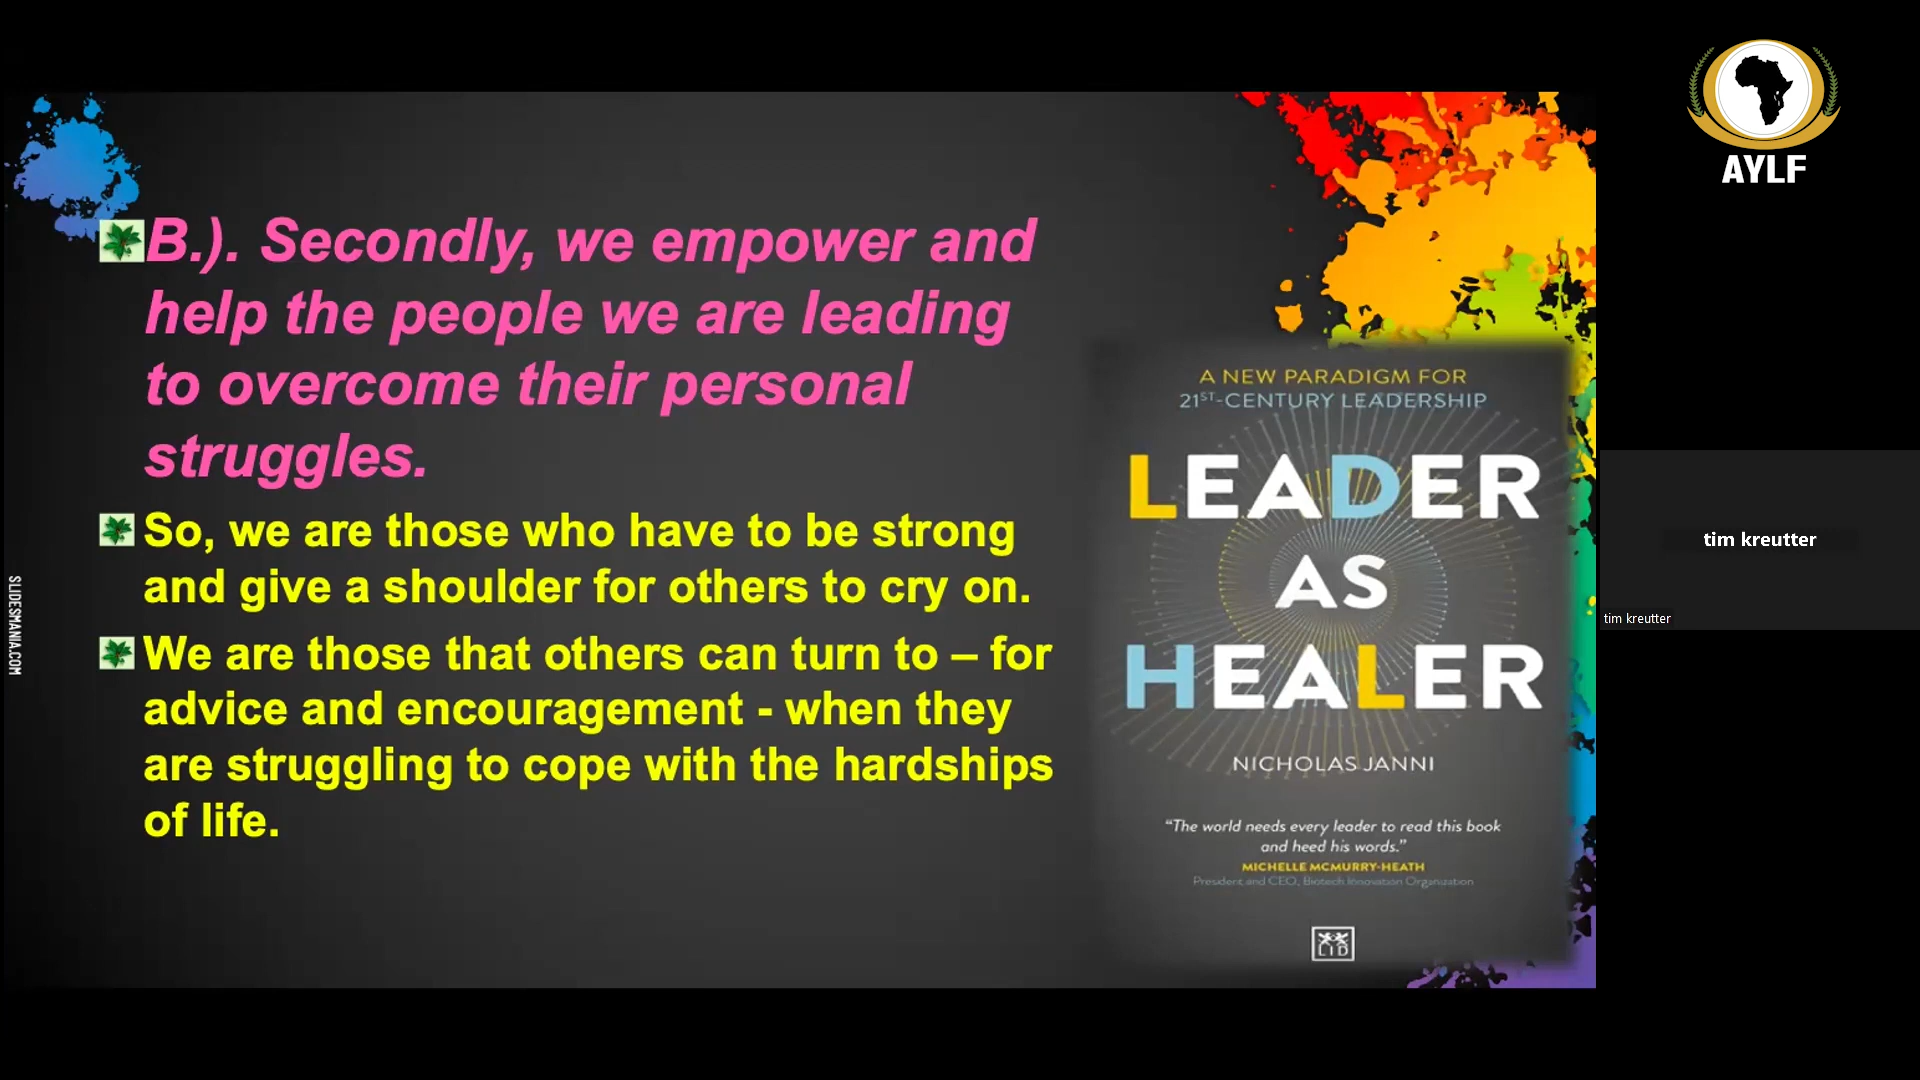 B.). Secondly, we empower and
help the people we are leading
to overcome their personal
struggles.
So, we are those who have to be strong
and give a shoulder for others to cry on.
We are those that others can turn to – for
advice and encouragement - when they
are struggling to cope with the hardships
of life.
SLIDESMANIA.COM
A NEW PARADIGM FOR
21ST-CENTURY LEADERSHIP
LEADER
AS
HEALER
NICHOLAS JANNI
“The world needs every leader to read this book
and heed his words.”
MICHELLE MCMURRY-HEATH
President and CEO, Biotech Innovation Organization
LID
AYLF
tim kreutter
tim kreutter